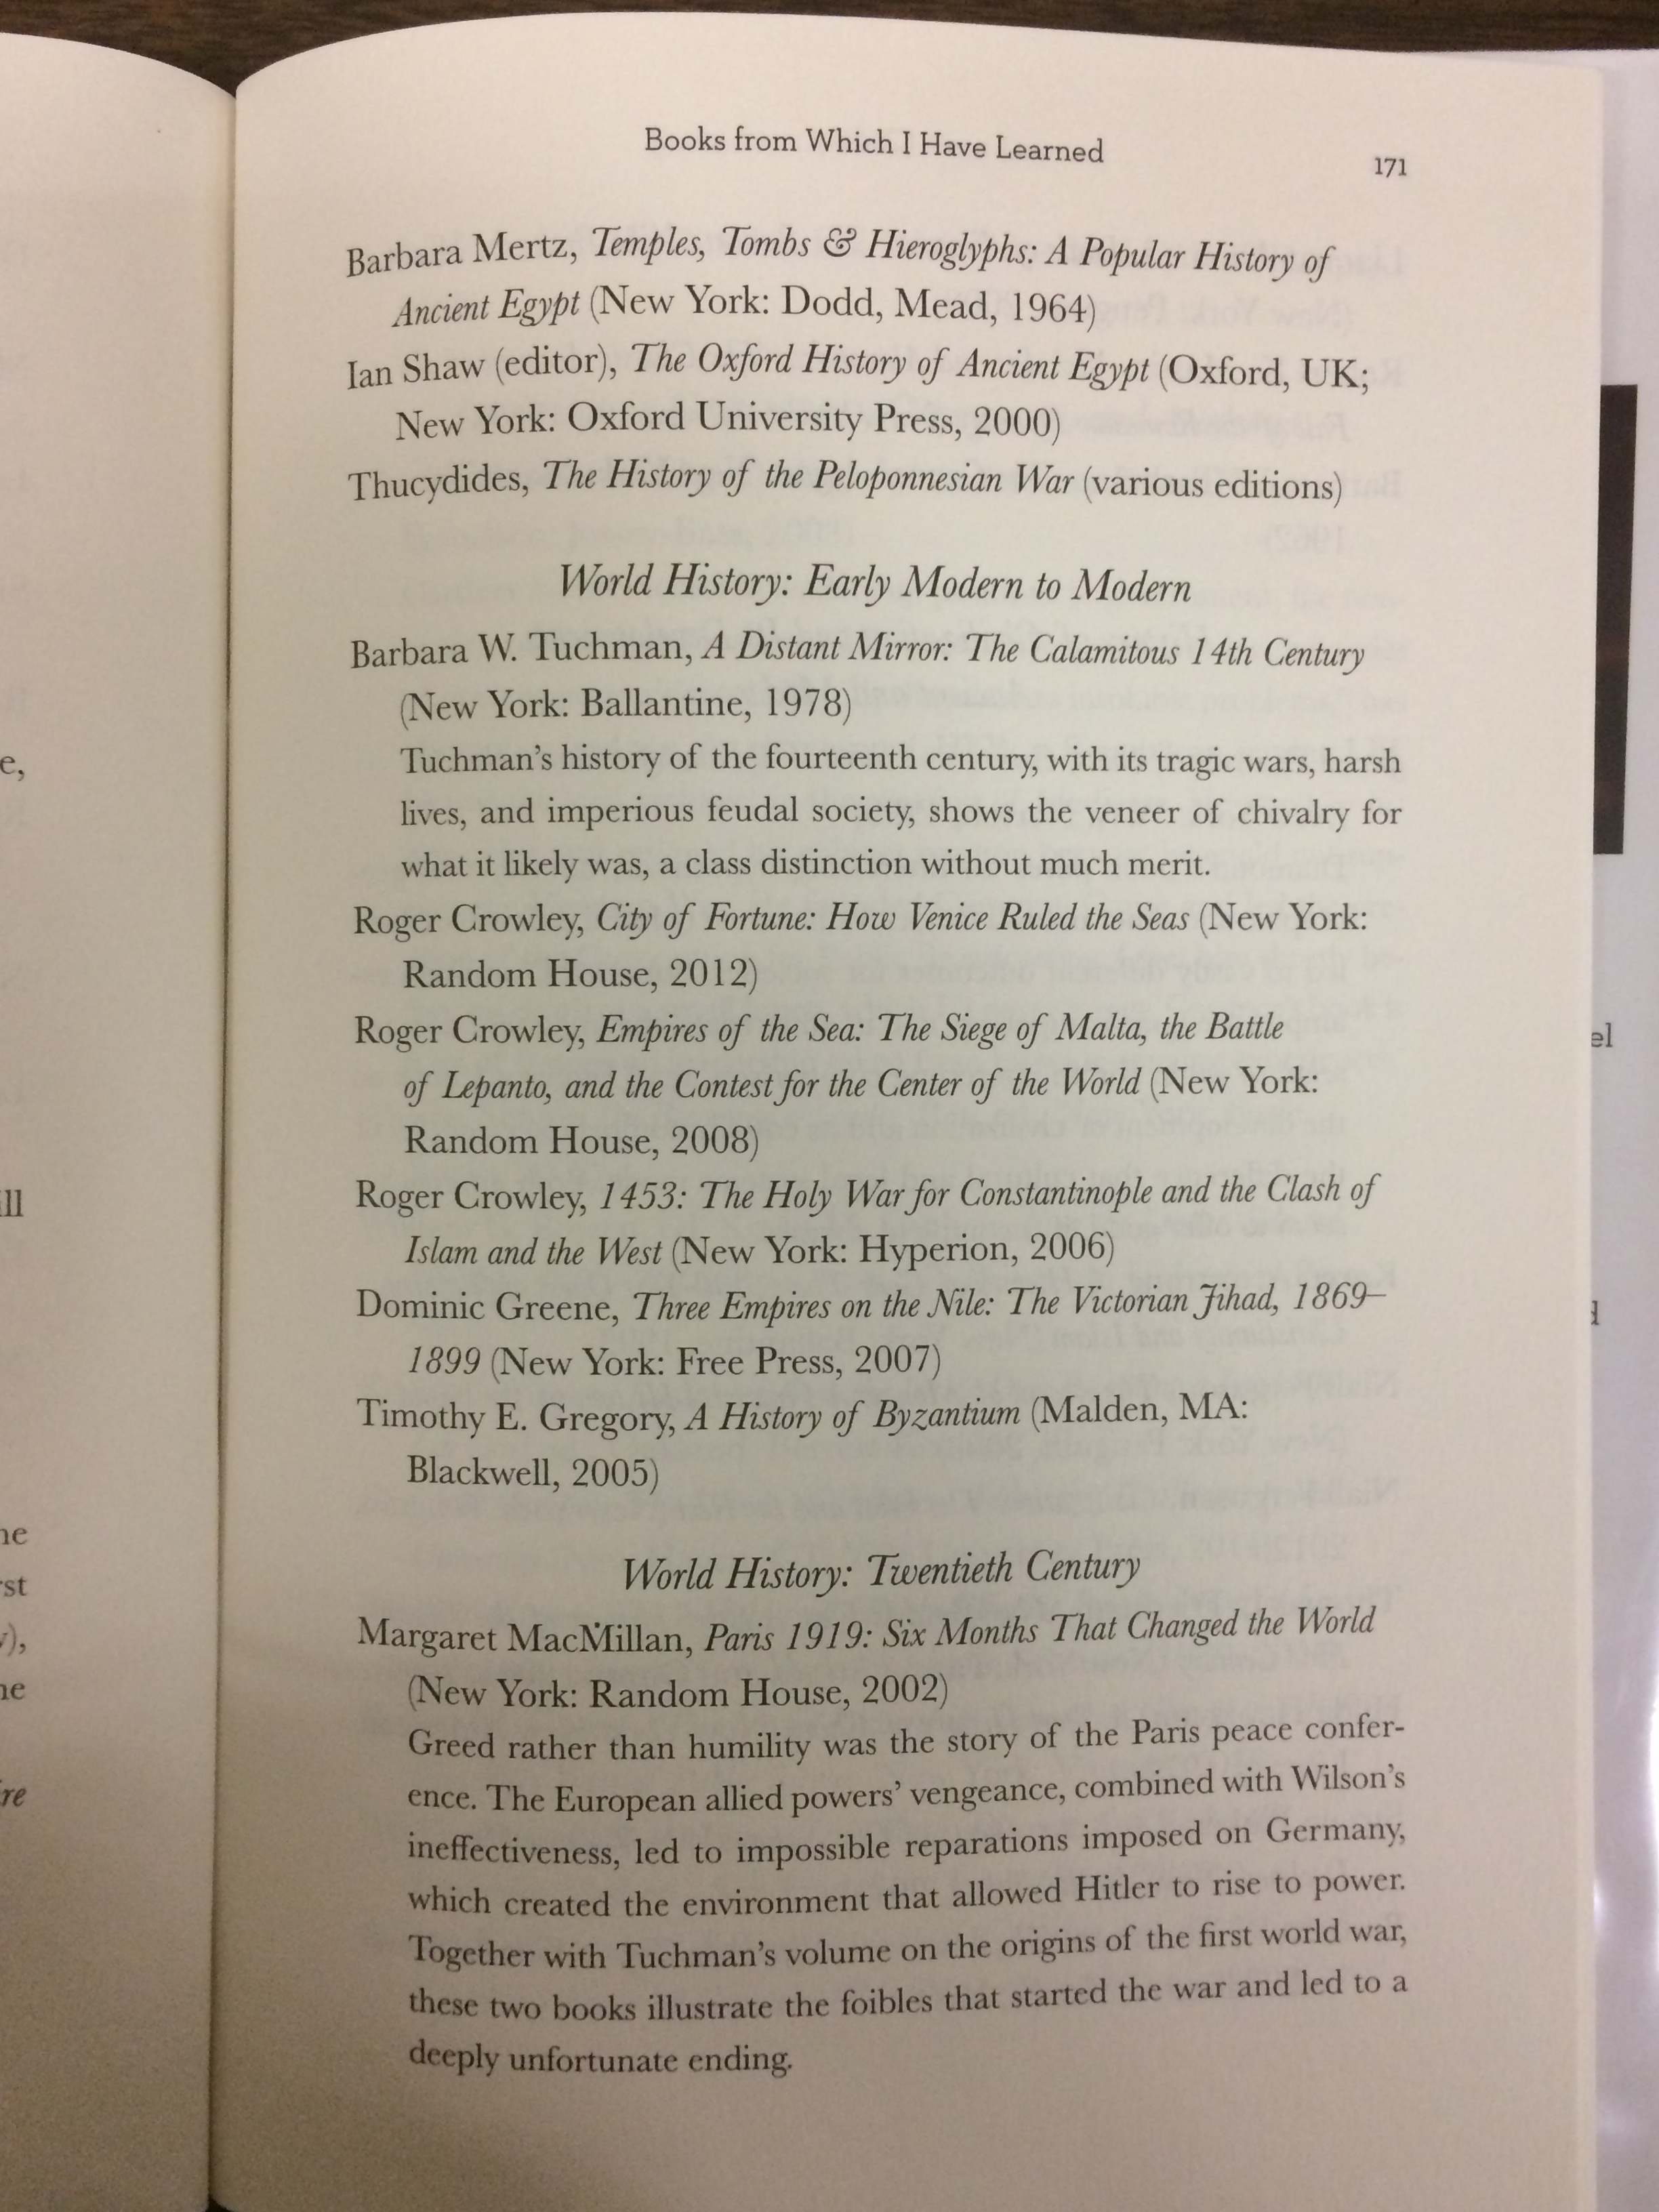 Books from Which I Have Learned
171
Barbara Mertz, Temples, Tombs & Hieroglyphs: A Popular History of
Ancient Egypt (New York: Dodd, Mead, 1964)
Ian Shaw (editor), The Oxford History of Ancient Egypt (Oxford, UK;
New York: Oxford University Press, 2000)
Thucydides, The History of the Peloponnesian War (various editions)
World History: Early Modern to Modern
Barbara W. Tuchman, A Distant Mirror: The Calamitous 14th Century
(New York: Ballantine, 1978)
Tuchman’s history of the fourteenth century, with its tragic wars, harsh
lives, and imperious feudal society, shows the veneer of chivalry for
what it likely was, a class distinction without much merit.
Roger Crowley, City of Fortune: How Venice Ruled the Seas (New York:
Random House, 2012)
Roger Crowley, Empires of the Sea: The Siege of Malta, the Battle
of Lepanto, and the Contest for the Center of the World (New York:
Random House, 2008)
Roger Crowley, 1453: The Holy War for Constantinople and the Clash of
Islam and the West (New York: Hyperion, 2006)
Dominic Greene, Three Empires on the Nile: The Victorian Jihad, 1869–
1899 (New York: Free Press, 2007)
Timothy E. Gregory, A History of Byzantium (Malden, MA:
Blackwell, 2005)
World History: Twentieth Century
Margaret MacMillan, Paris 1919: Six Months That Changed the World
(New York: Random House, 2002)
Greed rather than humility was the story of the Paris peace confer-
ence. The European allied powers’ vengeance, combined with Wilson’s
ineffectiveness, led to impossible reparations imposed on Germany,
which created the environment that allowed Hitler to rise to power.
Together with Tuchman’s volume on the origins of the first world war,
these two books illustrate the foibles that started the war and led to a
deeply unfortunate ending.